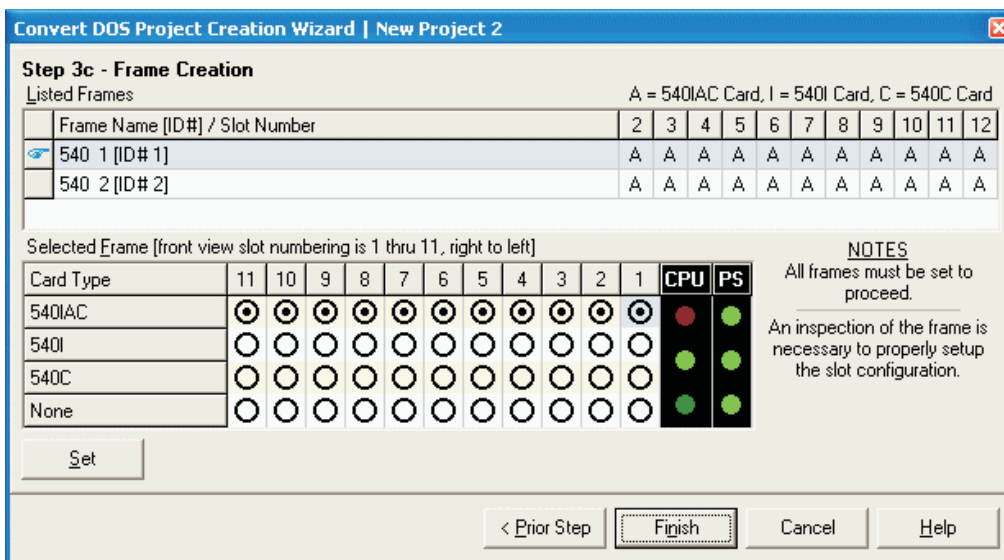 Convert DOS Project Creation Wizard | New Project 2
Step 3c - Frame Creation
Listed Frames
A = 540IAC Card, I = 540I Card, C = 540C Card
Frame Name [ID#] / Slot Number 2 3 4 5 6 7 8 9 10 11 12
540 1 [ID# 1] A A A A A A A A A A A
540 2 [ID# 2] A A A A A A A A A A A
Selected Frame [front view slot numbering is 1 thru 11, right to left]
Card Type 11 10 9 8 7 6 5 4 3 2 1 CPU PS
540IAC
540I
540C
None
NOTES
All frames must be set to
proceed.
An inspection of the frame is
necessary to properly setup
the slot configuration.
Set
< Prior Step Finish Cancel Help